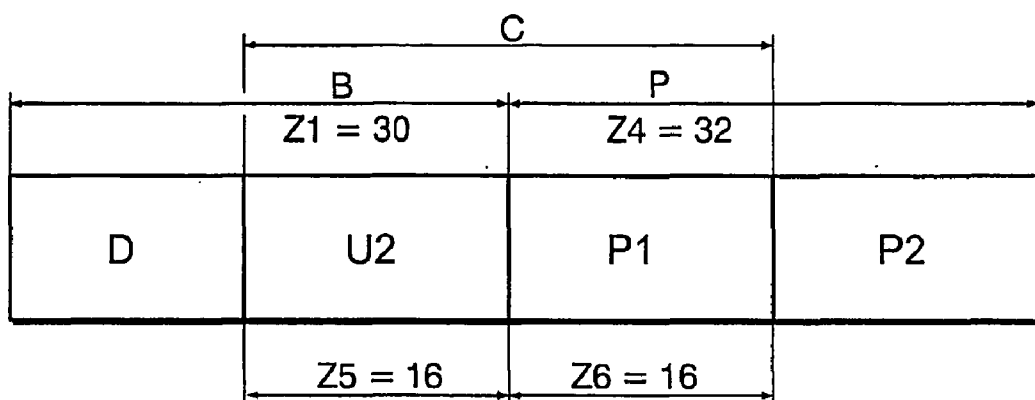 C
B P
Z1 = 30 Z4 = 32
D U2 P1 P2
Z5 = 16 Z6 = 16